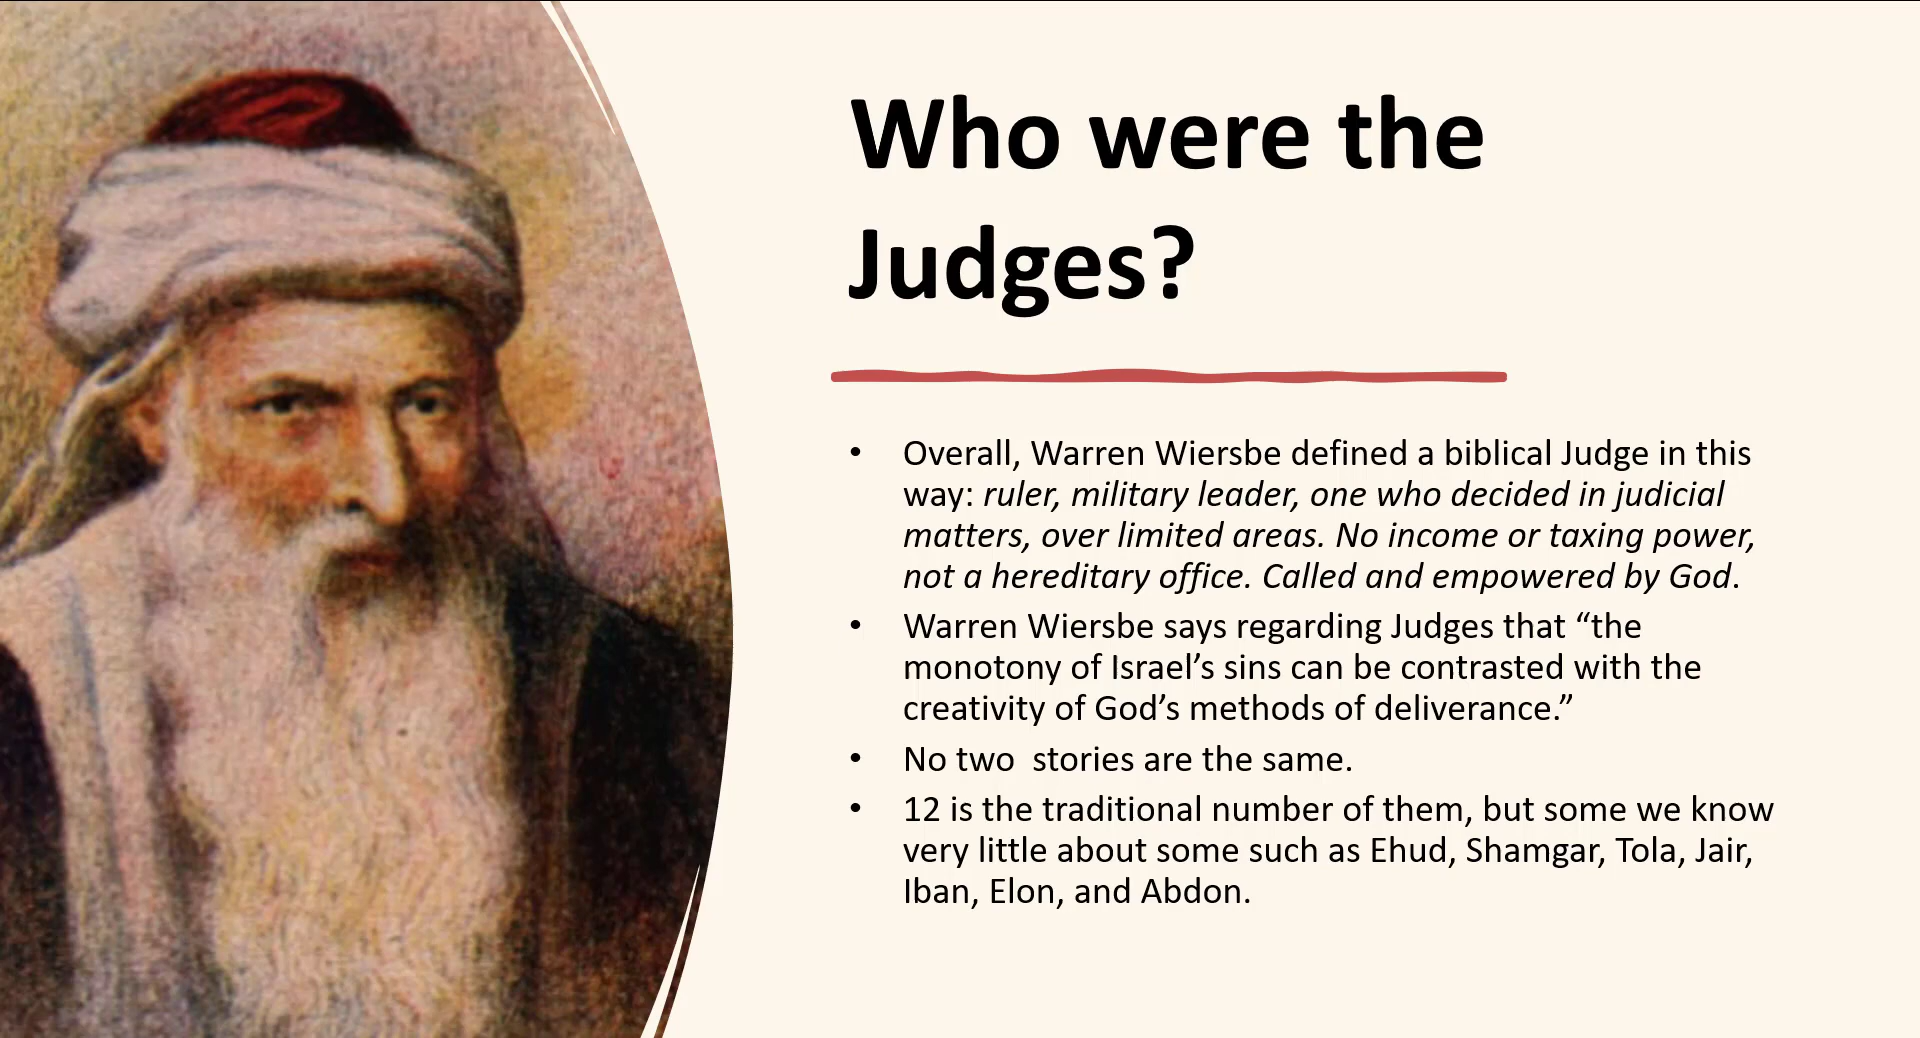 Who were the
Judges?
• Overall, Warren Wiersbe defined a biblical Judge in this
way: ruler, military leader, one who decided in judicial
matters, over limited areas. No income or taxing power,
not a hereditary office. Called and empowered by God.
• Warren Wiersbe says regarding Judges that “the
monotony of Israel’s sins can be contrasted with the
creativity of God’s methods of deliverance.”
• No two  stories are the same.
• 12 is the traditional number of them, but some we know
very little about some such as Ehud, Shamgar, Tola, Jair,
Iban, Elon, and Abdon.